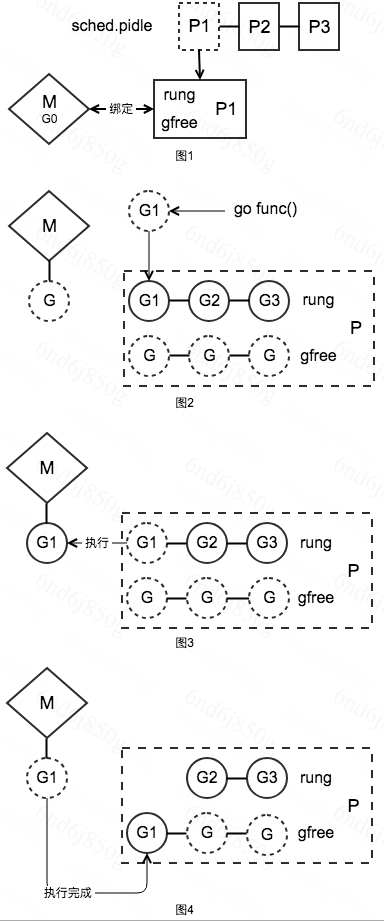 sched.pidle P1 P2 P3
M
G0
绑定
rung
gfree
P1
图1
M
G
G1 go func()
G1 G2 G3 rung
P
G G G gfree
图2
M
G1 执行 G1 G2 G3 rung
P
G G G gfree
图3
M
G1
G2 G3 rung
P
G1 G G gfree
执行完成
图4
6nd6j850g